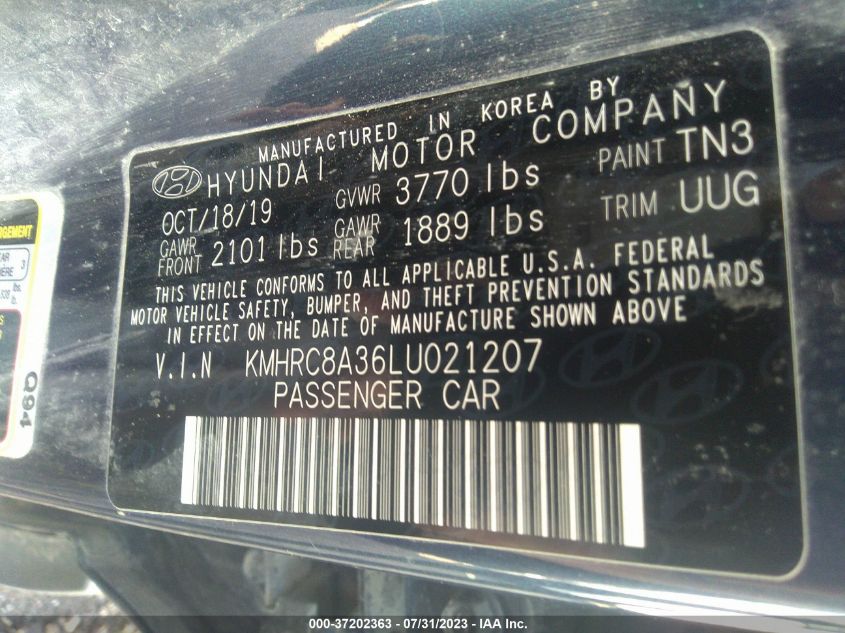 MANUFACTURED IN KOREA BY
HYUNDAI MOTOR COMPANY
OCT/18/19 GVWR 3770 lbs PAINT TN3
GAWR FRONT 2101 lbs GAWR REAR 1889 lbs TRIM UUG
THIS VEHICLE CONFORMS TO ALL APPLICABLE U.S.A. FEDERAL
MOTOR VEHICLE SAFETY, BUMPER, AND THEFT PREVENTION STANDARDS
IN EFFECT ON THE DATE OF MANUFACTURE SHOWN ABOVE
V.I.N KMHRC8A36LU021207
PASSENGER CAR
3
lbs.
Q94
000-37202363 - 07/31/2023 - IAA Inc.